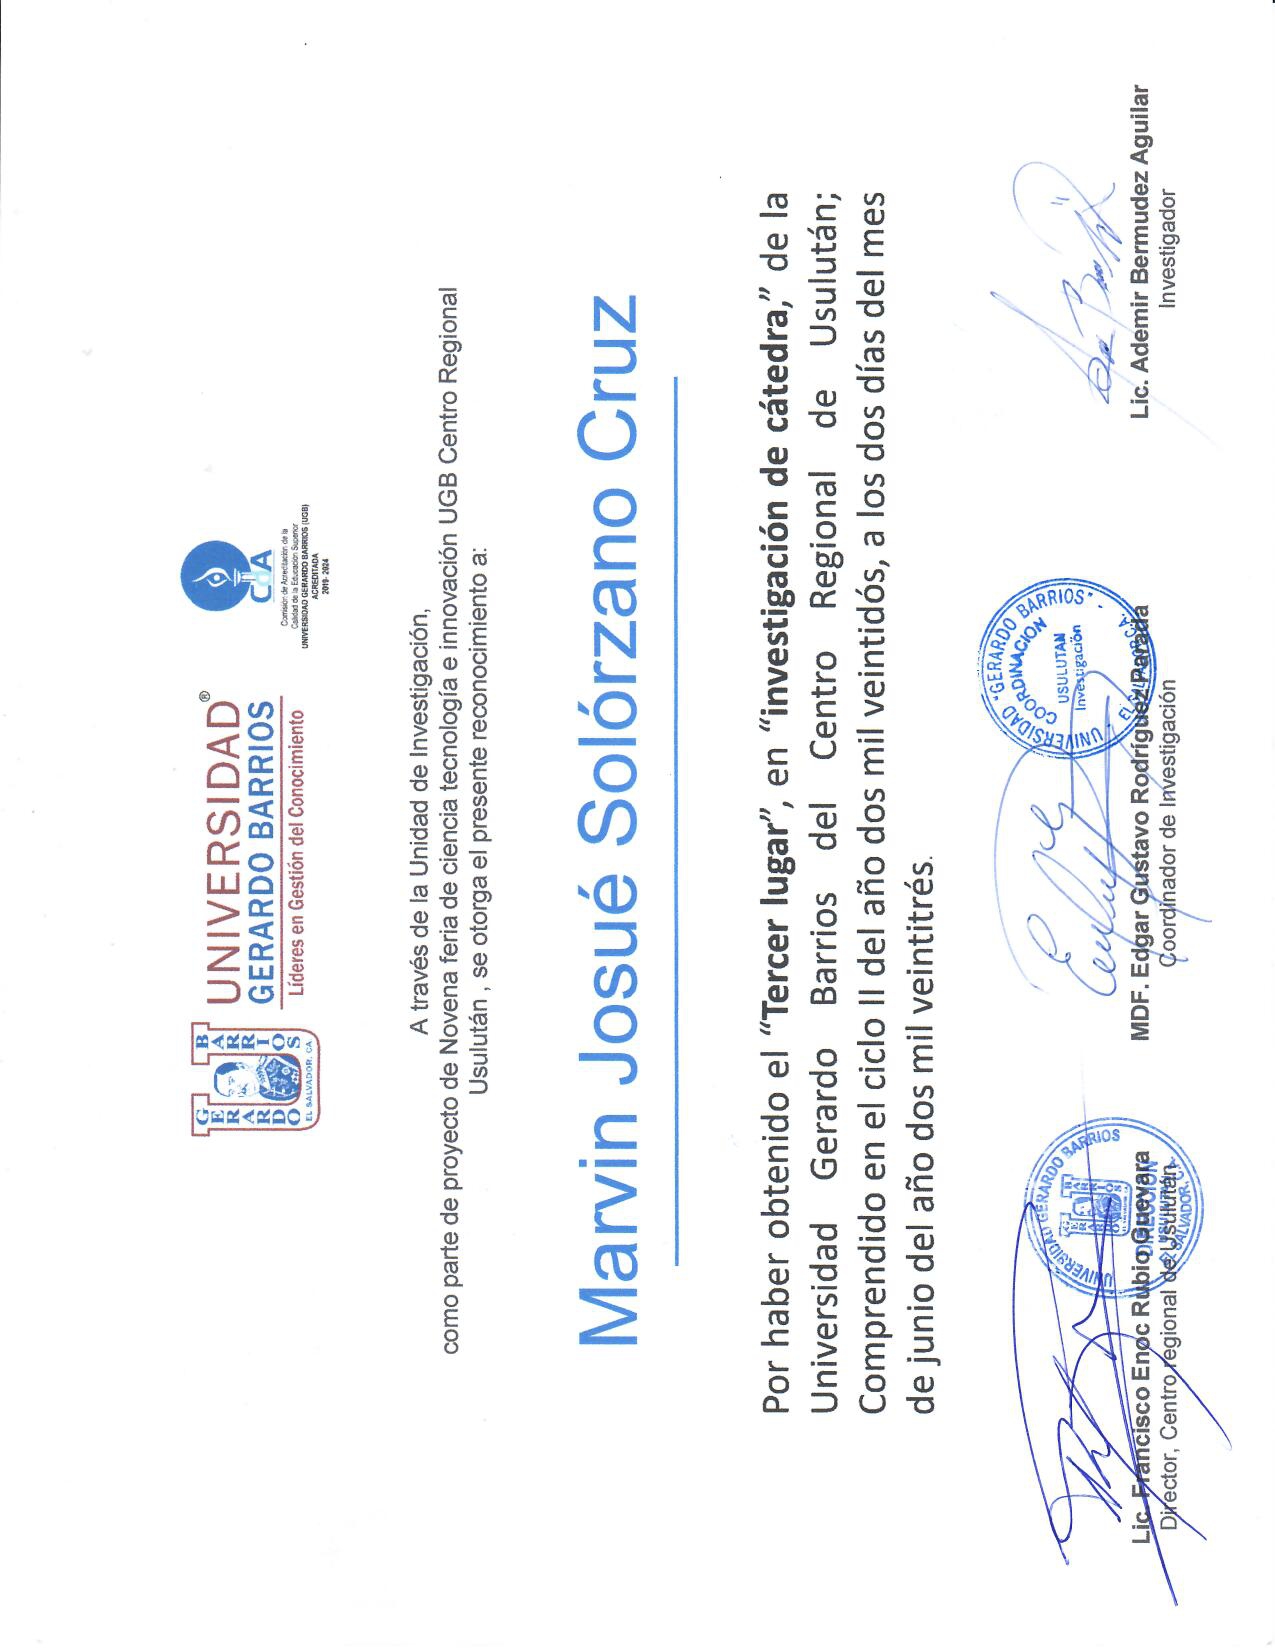 GERARDO BARRIOS
EL SALVADOR, CA.
UNIVERSIDAD®
GERARDO BARRIOS
Líderes en Gestión del Conocimiento
CdA
Comisión de Acreditación de la
Calidad de la Educación Superior
UNIVERSIDAD GERARDO BARRIOS (UGB)
ACREDITADA
2019- 2024
A través de la Unidad de Investigación,
como parte de proyecto de Novena feria de ciencia tecnología e innovación UGB Centro Regional
Usulután , se otorga el presente reconocimiento a:
Marvin Josué Solórzano Cruz
Por haber obtenido el “Tercer lugar”, en “investigación de cátedra,” de la
Universidad Gerardo Barrios del Centro Regional de Usulután;
Comprendido en el ciclo II del año dos mil veintidós, a los dos días del mes
de junio del año dos mil veintitrés.
UNIVERSIDAD GERARDO BARRIOS
GERARDO BARRIOS
DIRECCION
USULUTAN
EL SALVADOR, C.A.
UNIVERSIDAD "GERARDO BARRIOS"
COORDINACION
USULUTAN
Investigación
EL SALVADOR C.A.
Lic. Francisco Enoc Rubio Guevara
Director, Centro regional de Usulután
MDF. Edgar Gustavo Rodríguez Parada
Coordinador de Investigación
Lic. Ademir Bermudez Aguilar
Investigador